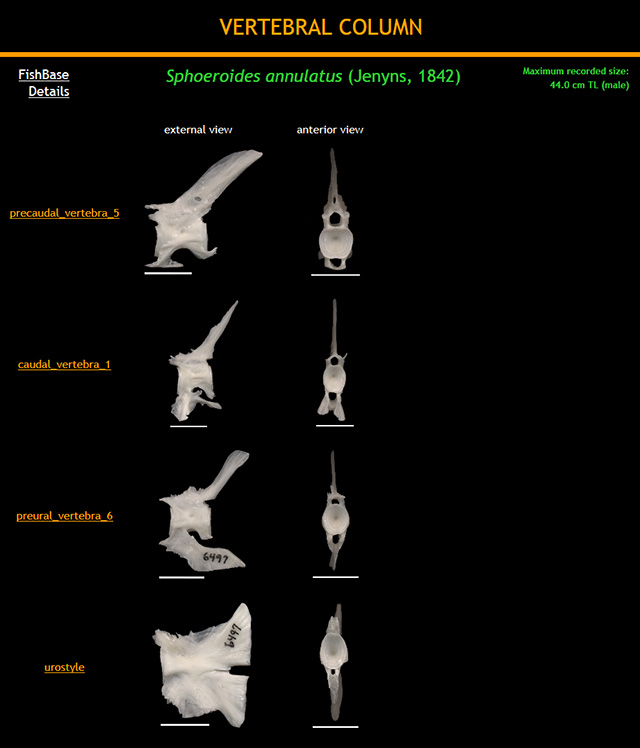 VERTEBRAL COLUMN
FishBase
Details
Sphoeroides annulatus (Jenyns, 1842)
Maximum recorded size:
44.0 cm TL (male)
external view
anterior view
precaudal_vertebra_5
caudal_vertebra_1
preural_vertebra_6
6497
urostyle
6497